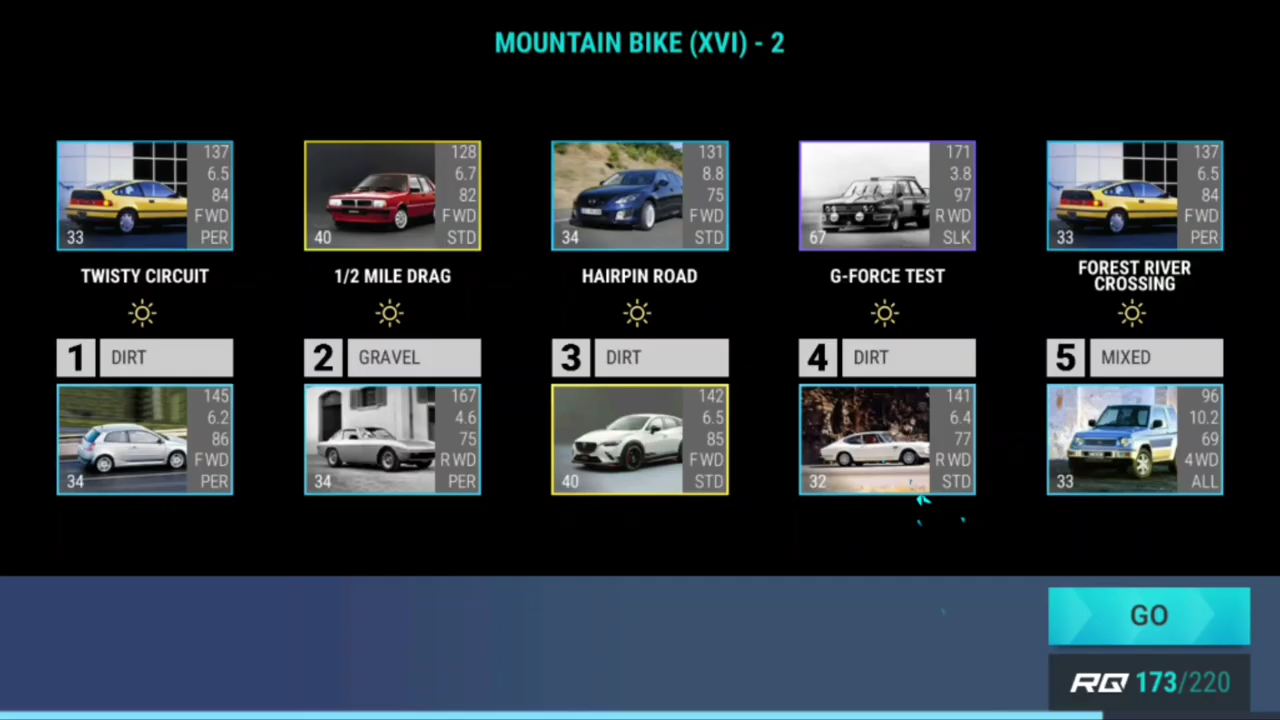 MOUNTAIN BIKE (XVI) - 2
137
6.5
84
FWD
33 PER
128
6.7
82
FWD
40 STD
131
8.8
75
FWD
34 STD
171
3.8
97
RWD
67 SLK
137
6.5
84
FWD
33 PER
TWISTY CIRCUIT
1/2 MILE DRAG
HAIRPIN ROAD
G-FORCE TEST
FOREST RIVER
CROSSING
1 DIRT
2 GRAVEL
3 DIRT
4 DIRT
5 MIXED
145
6.2
86
FWD
34 PER
167
4.6
75
RWD
34 PER
142
6.5
85
FWD
40 STD
141
6.4
77
RWD
32 STD
96
10.2
69
4WD
33 ALL
GO
RQ 173/220